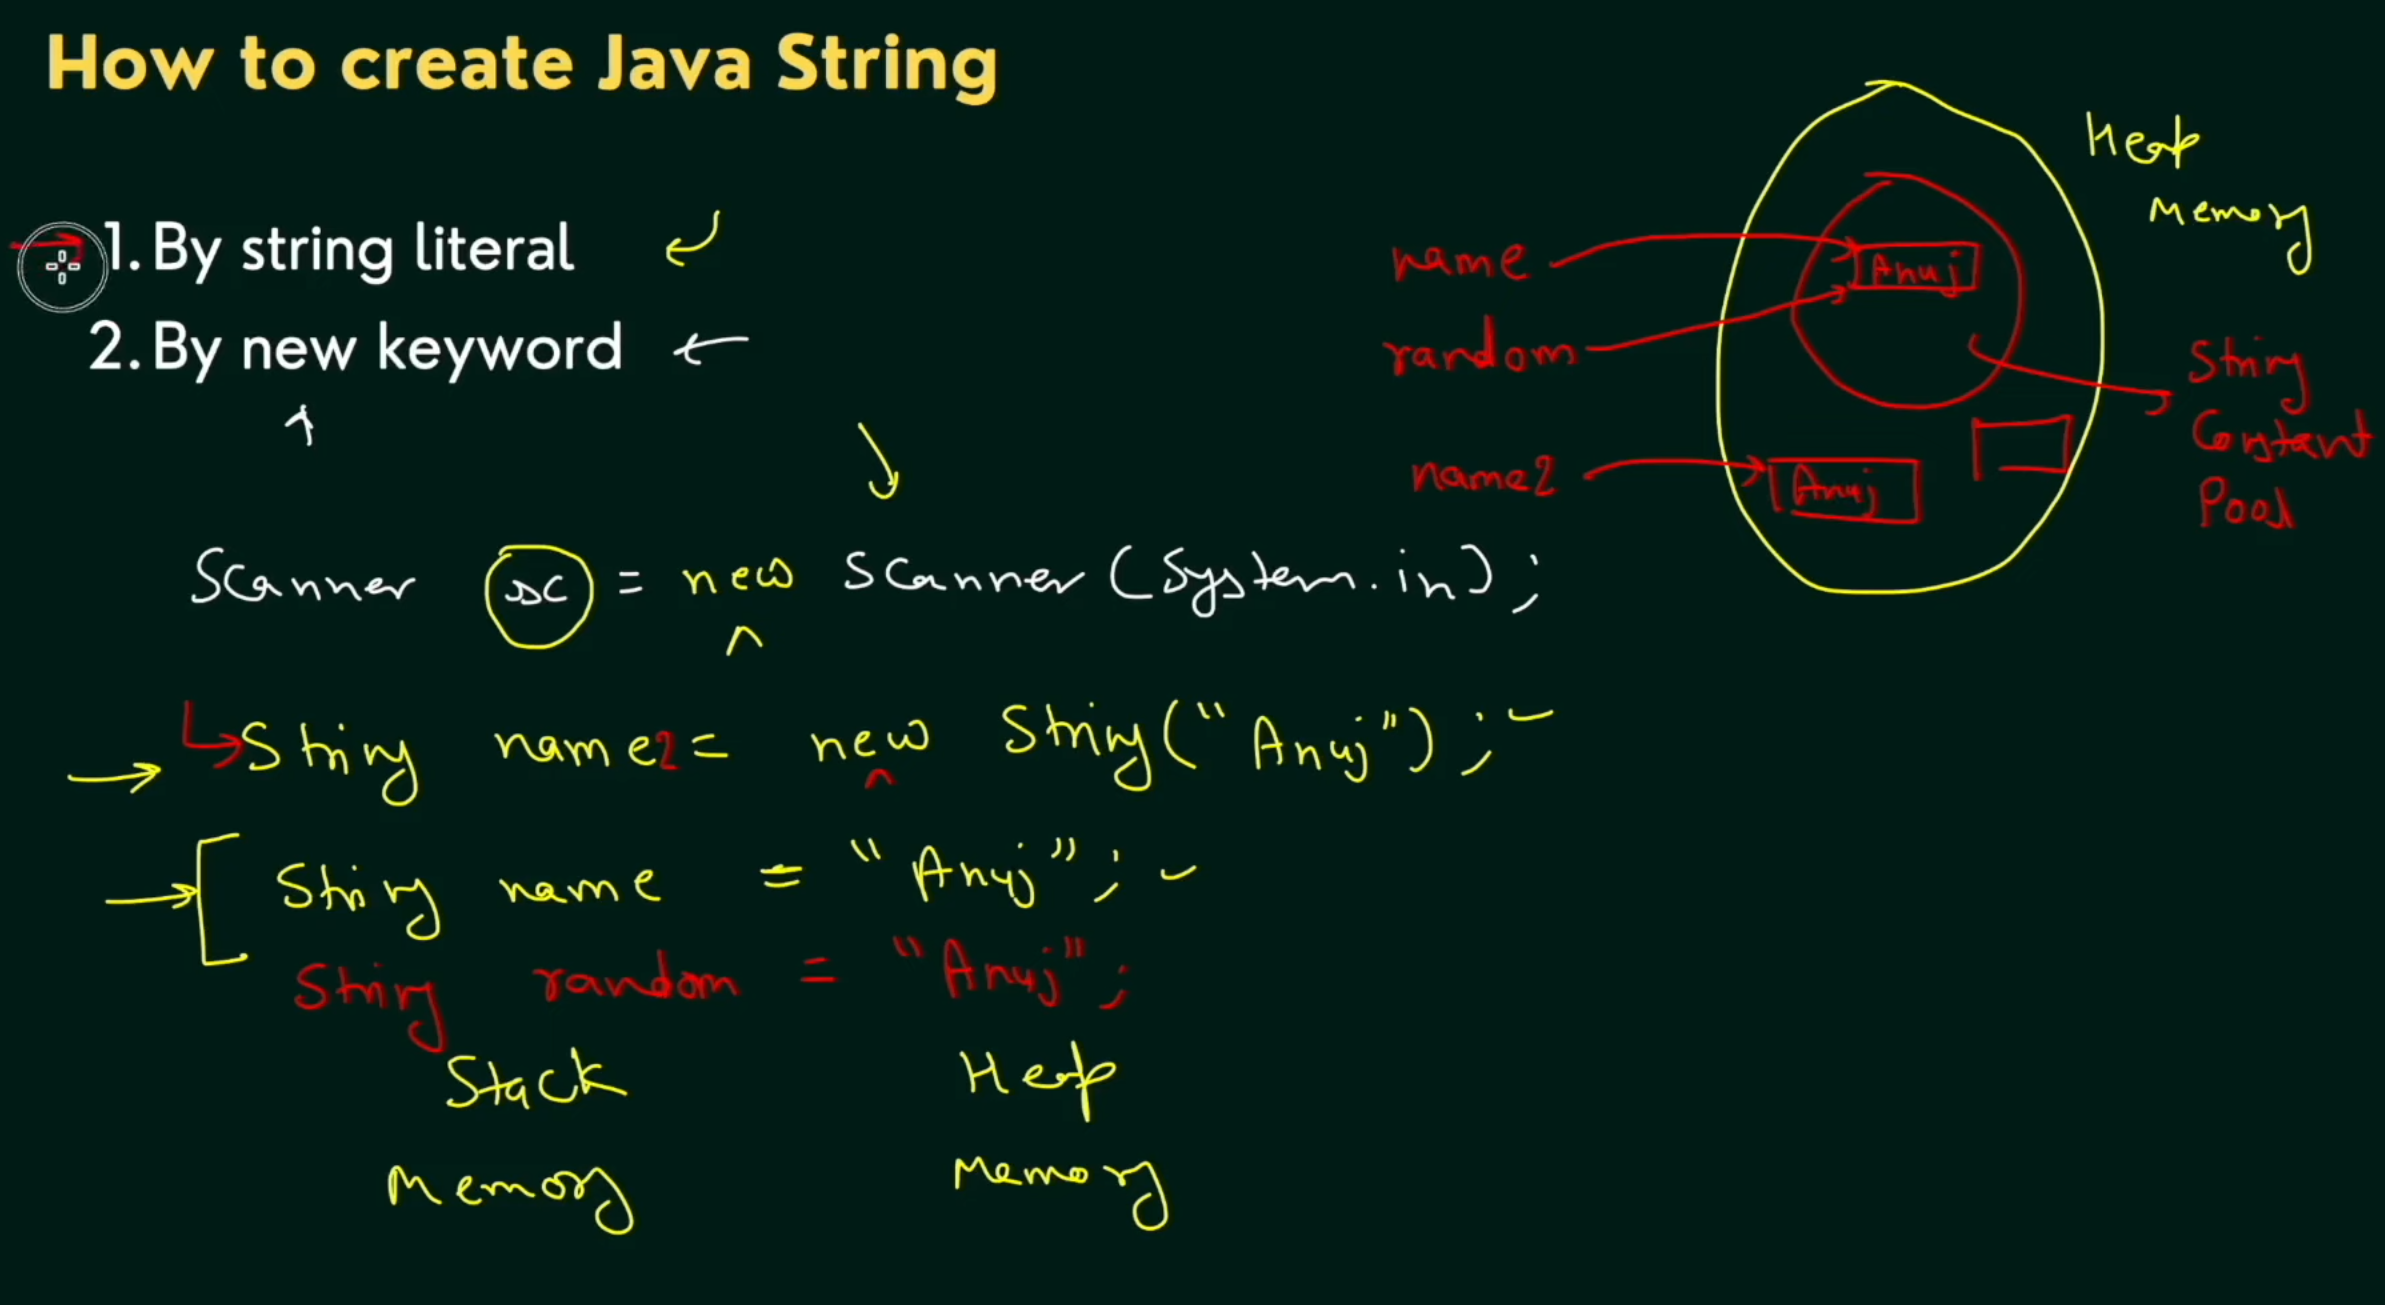 How to create Java String
1. By string literal
2. By new keyword
Heap
Memory
name
Anuj
random
String
Constant
Pool
name2
Anuj
Scanner sc = new Scanner (System.in);
String name2 = new String("Anuj");
String name = "Anuj";
String random = "Anuj";
Stack Heap
Memory Memory